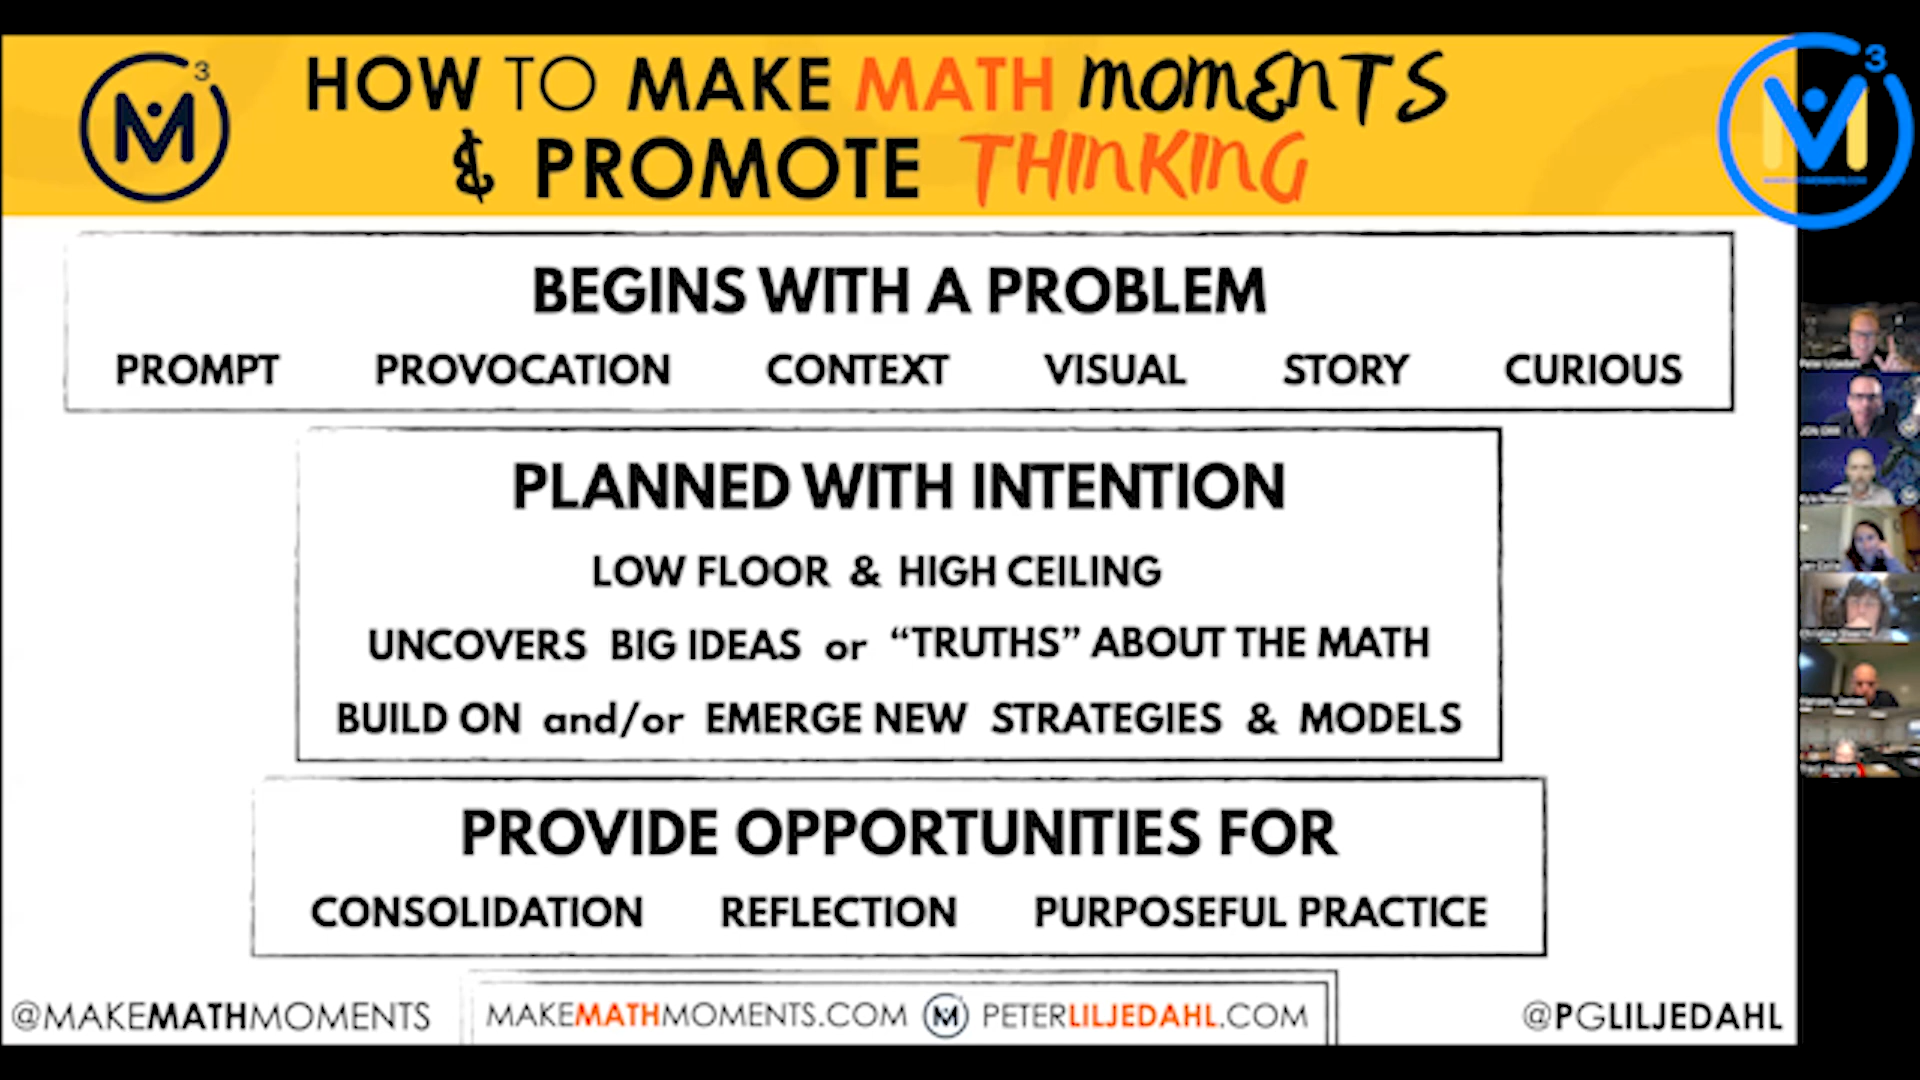 HOW TO MAKE MATH MOMENTS
& PROMOTE THINKING
M 3
M 3
BEGINS WITH A PROBLEM
PROMPT PROVOCATION CONTEXT VISUAL STORY CURIOUS
PLANNED WITH INTENTION
LOW FLOOR & HIGH CEILING
UNCOVERS BIG IDEAS or “TRUTHS” ABOUT THE MATH
BUILD ON and/or EMERGE NEW STRATEGIES & MODELS
PROVIDE OPPORTUNITIES FOR
CONSOLIDATION REFLECTION PURPOSEFUL PRACTICE
@MAKEMATHMOMENTS MAKEMATHMOMENTS.COM M PETERLILJEDAHL.COM @PGLILJEDAHL